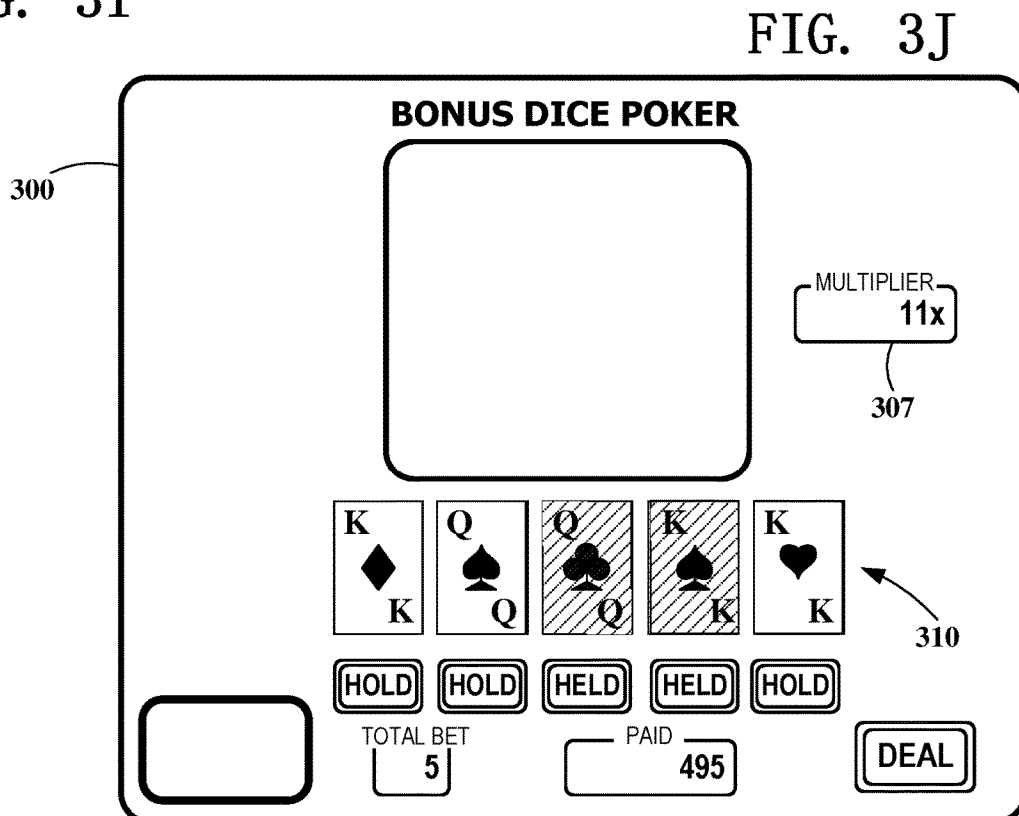 FIG. 3J
BONUS DICE POKER
300
MULTIPLIER
11x
307
K Q Q K K
K Q Q K K
310
HOLD HOLD HELD HELD HOLD
TOTAL BET PAID
5 495 DEAL